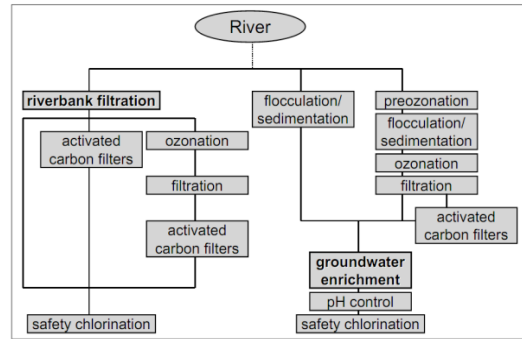 River
riverbank filtration
activated
carbon filters
ozonation
filtration
activated
carbon filters
safety chlorination
flocculation/
sedimentation
preozonation
flocculation/
sedimentation
ozonation
filtration
activated
carbon filters
groundwater
enrichment
pH control
safety chlorination